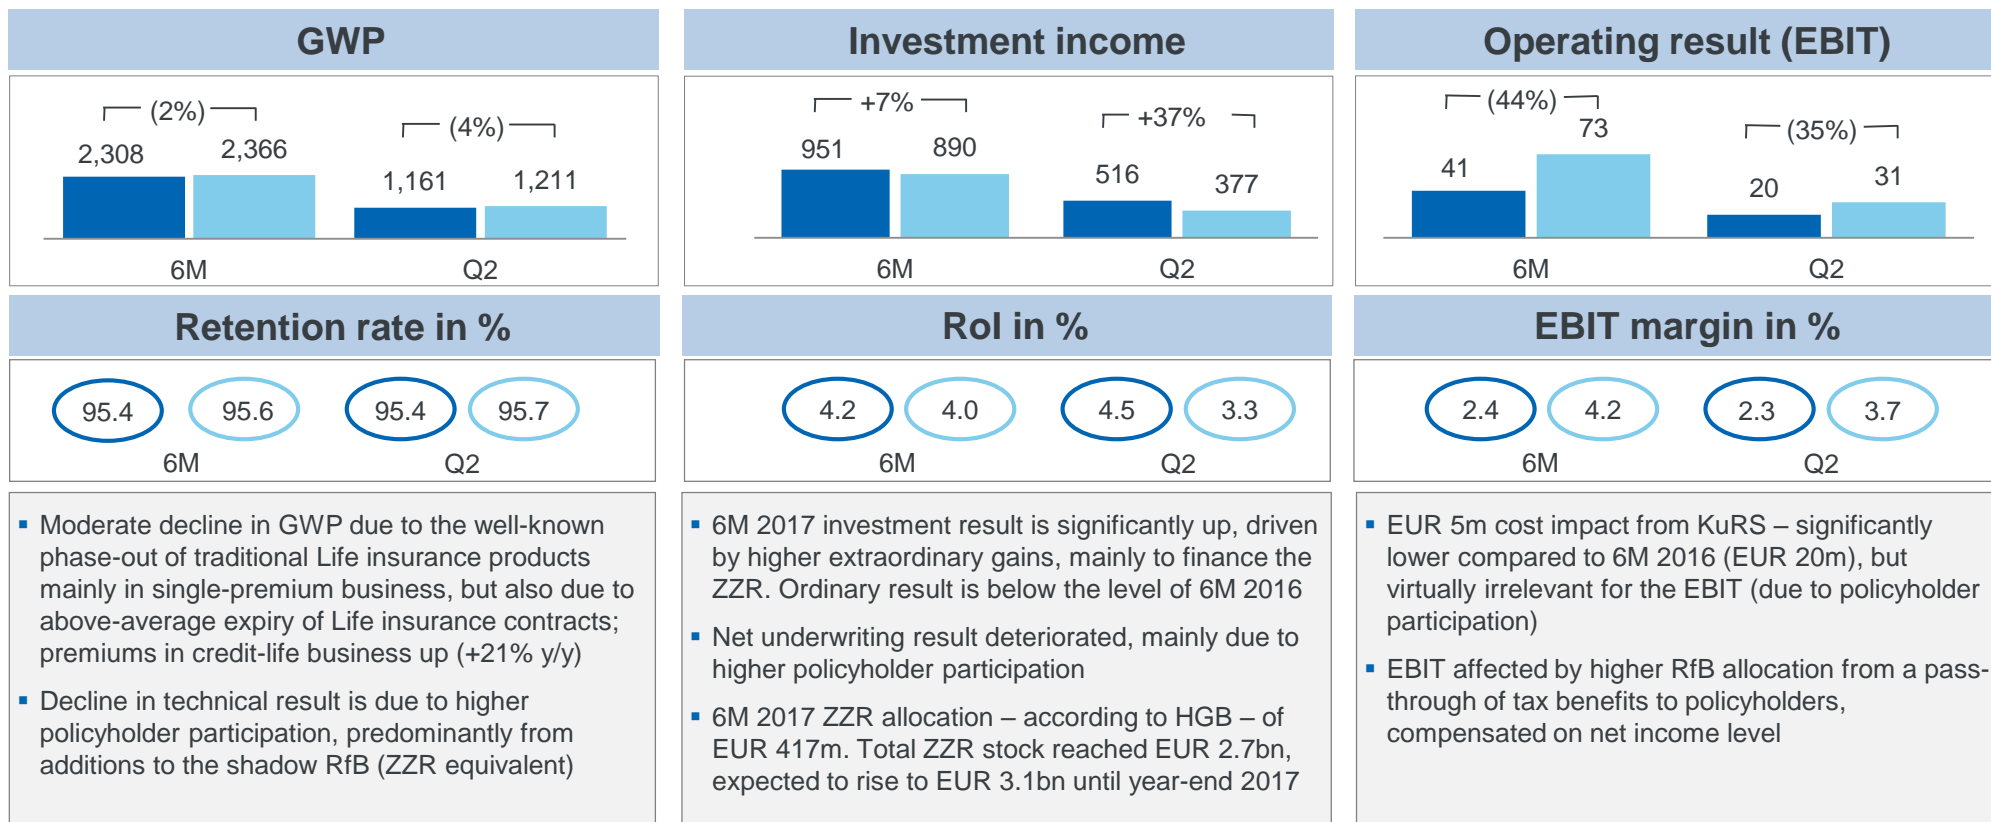 GWP
(2%)
2,308
2,366
(4%)
1,161
1,211
6M
Q2
Investment income
+7%
951
890
+37%
516
377
6M
Q2
Operating result (EBIT)
(44%)
41
73
(35%)
20
31
6M
Q2
Retention rate in %
95.4
95.6
95.4
95.7
6M
Q2
RoI in %
4.2
4.0
4.5
3.3
6M
Q2
EBIT margin in %
2.4
4.2
2.3
3.7
6M
Q2
▪ Moderate decline in GWP due to the well-known
phase-out of traditional Life insurance products
mainly in single-premium business, but also due to
above-average expiry of Life insurance contracts;
premiums in credit-life business up (+21% y/y)
▪ Decline in technical result is due to higher
policyholder participation, predominantly from
additions to the shadow RfB (ZZR equivalent)
▪ 6M 2017 investment result is significantly up, driven
by higher extraordinary gains, mainly to finance the
ZZR. Ordinary result is below the level of 6M 2016
▪ Net underwriting result deteriorated, mainly due to
higher policyholder participation
▪ 6M 2017 ZZR allocation – according to HGB – of
EUR 417m. Total ZZR stock reached EUR 2.7bn,
expected to rise to EUR 3.1bn until year-end 2017
▪ EUR 5m cost impact from KuRS – significantly
lower compared to 6M 2016 (EUR 20m), but
virtually irrelevant for the EBIT (due to policyholder
participation)
▪ EBIT affected by higher RfB allocation from a pass-
through of tax benefits to policyholders,
compensated on net income level